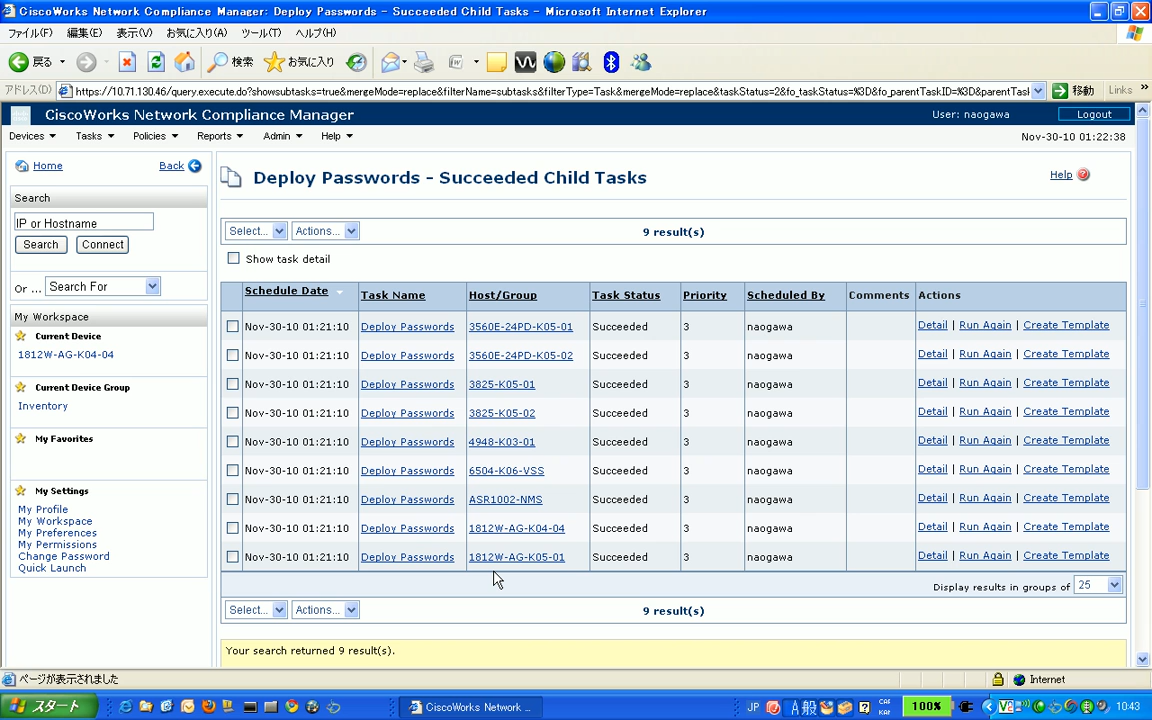 CiscoWorks Network Compliance Manager: Deploy Passwords - Succeeded Child Tasks - Microsoft Internet Explorer
ファイル(F) 編集(E) 表示(V) お気に入り(A) ツール(T) ヘルプ(H)
戻る 検索 お気に入り
アドレス(D) https://10.71.130.46/query.execute.do?showsubtasks=true&mergeMode=replace&filterName=subtasks&filterType=Task&mergeMode=replace&taskStatus=2&fo_taskStatus=%3D&fo_parentTaskID=%3D&parentTask 移動 Links
CiscoWorks Network Compliance Manager User: naogawa Logout
Devices Tasks Policies Reports Admin Help Nov-30-10 01:22:38
Home Back
Search
IP or Hostname
Search Connect
Or ... Search For
My Workspace
Current Device
1812W-AG-K04-04
Current Device Group
Inventory
My Favorites
My Settings
My Profile
My Workspace
My Preferences
My Permissions
Change Password
Quick Launch
Deploy Passwords - Succeeded Child Tasks Help
Select... Actions... 9 result(s)
Show task detail
Schedule Date Task Name Host/Group Task Status Priority Scheduled By Comments Actions
Nov-30-10 01:21:10 Deploy Passwords 3560E-24PD-K05-01 Succeeded 3 naogawa Detail | Run Again | Create Template
Nov-30-10 01:21:10 Deploy Passwords 3560E-24PD-K05-02 Succeeded 3 naogawa Detail | Run Again | Create Template
Nov-30-10 01:21:10 Deploy Passwords 3825-K05-01 Succeeded 3 naogawa Detail | Run Again | Create Template
Nov-30-10 01:21:10 Deploy Passwords 3825-K05-02 Succeeded 3 naogawa Detail | Run Again | Create Template
Nov-30-10 01:21:10 Deploy Passwords 4948-K03-01 Succeeded 3 naogawa Detail | Run Again | Create Template
Nov-30-10 01:21:10 Deploy Passwords 6504-K06-VSS Succeeded 3 naogawa Detail | Run Again | Create Template
Nov-30-10 01:21:10 Deploy Passwords ASR1002-NMS Succeeded 3 naogawa Detail | Run Again | Create Template
Nov-30-10 01:21:10 Deploy Passwords 1812W-AG-K04-04 Succeeded 3 naogawa Detail | Run Again | Create Template
Nov-30-10 01:21:10 Deploy Passwords 1812W-AG-K05-01 Succeeded 3 naogawa Detail | Run Again | Create Template
Display results in groups of 25
Select... Actions... 9 result(s)
Your search returned 9 result(s).
ページが表示されました Internet
スタート CiscoWorks Network ... JP A 般 CAPS KANA 100% 10:43